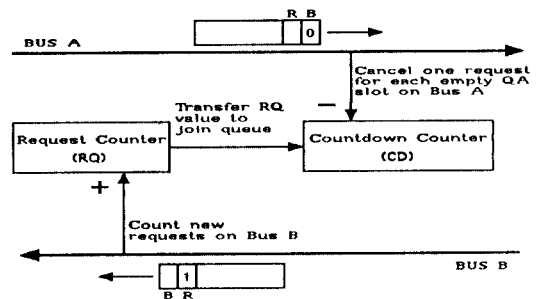 R B
0
BUS A
Cancel one request
for each empty QA
slot on Bus A
−
Transfer RQ
value to
join queue
Request Counter
(RQ)
Countdown Counter
(CD)
+
Count new
requests on Bus B
BUS B
1
B R